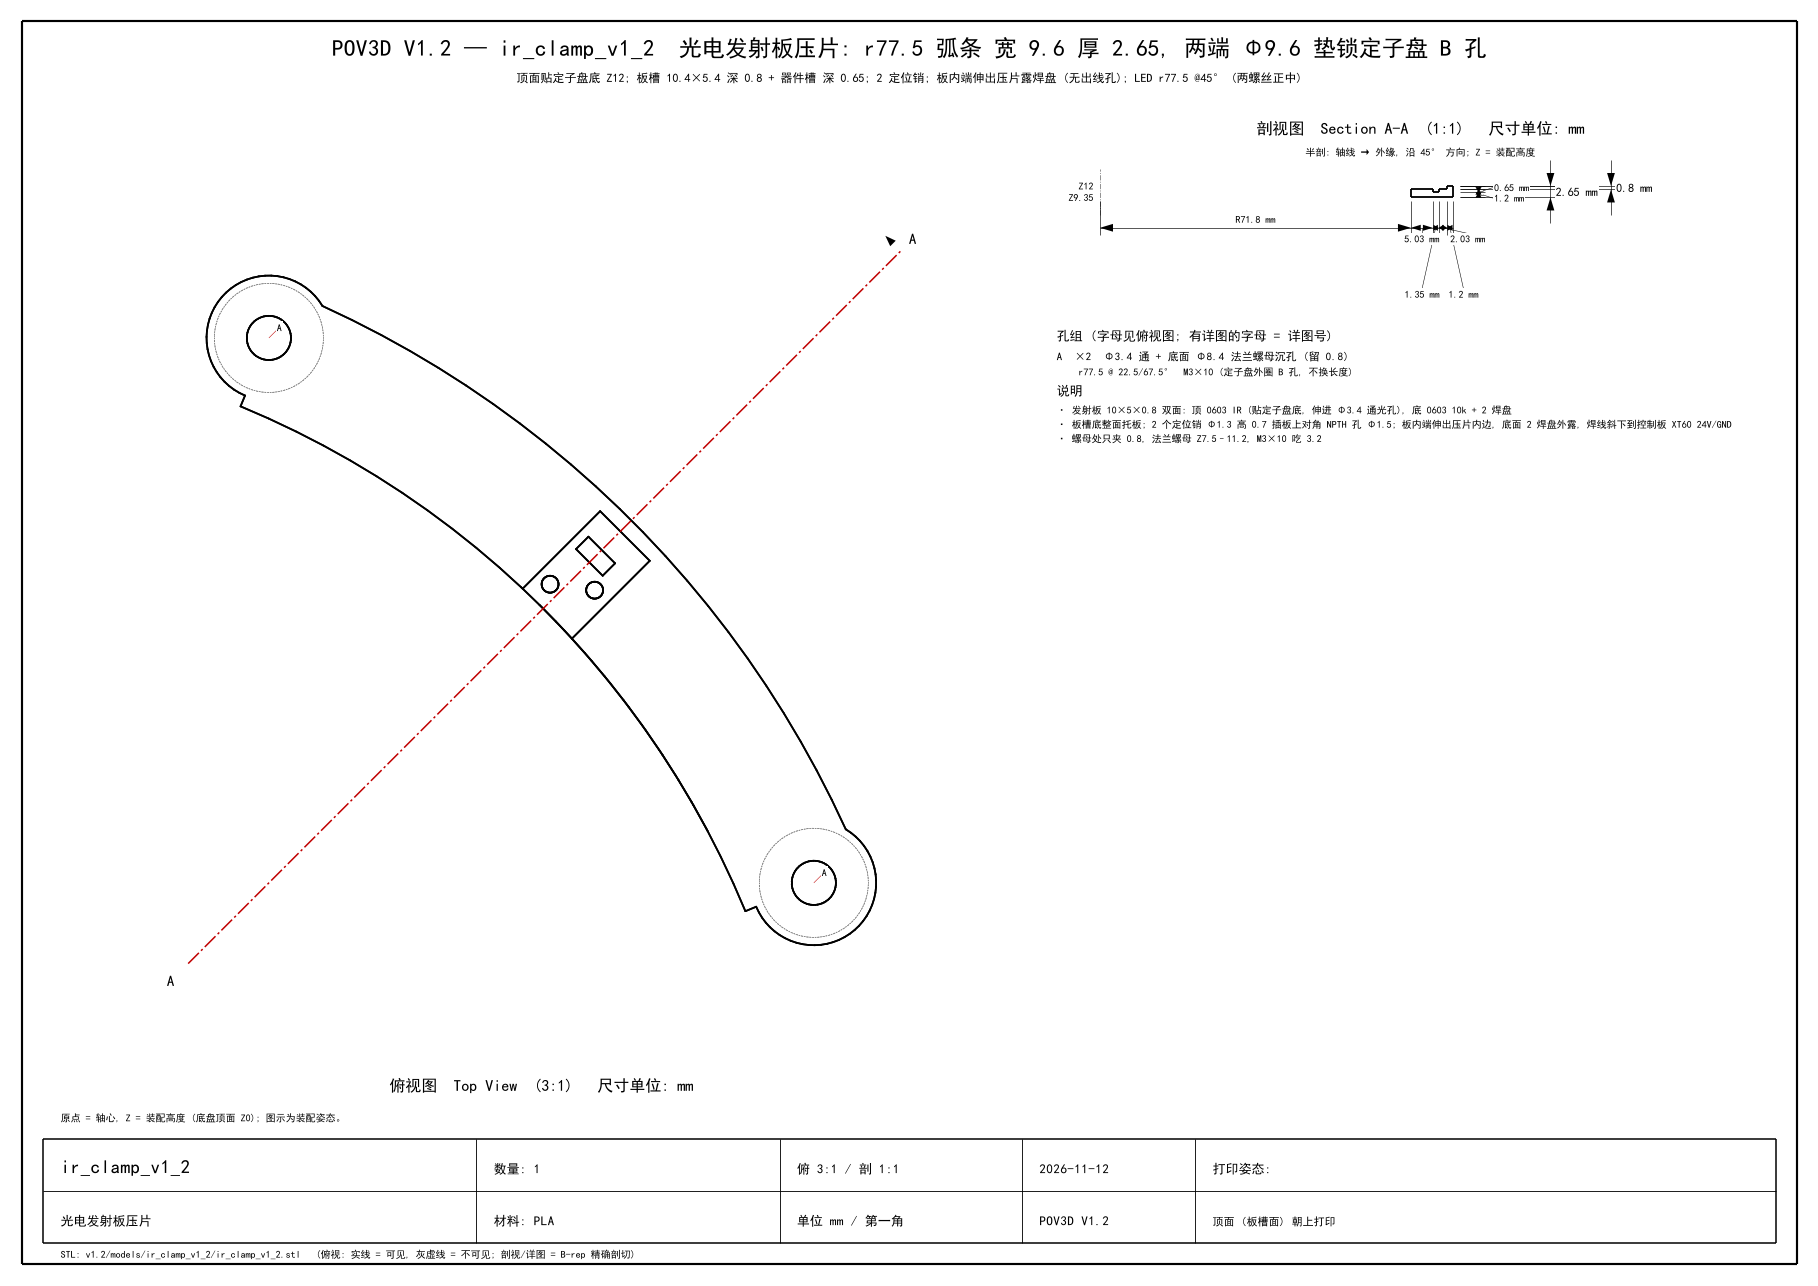 POV3D V1.2 — ir_clamp_v1_2  光电发射板压片: r77.5 弧条 宽 9.6 厚 2.65, 两端 Φ9.6 垫锁定子盘 B 孔
顶面贴定子盘底 Z12; 板槽 10.4×5.4 深 0.8 + 器件槽 深 0.65; 2 定位销; 板内端伸出压片露焊盘 (无出线孔); LED r77.5 @45° (两螺丝正中)
剖视图  Section A-A  (1:1)  尺寸单位: mm
半剖: 轴线 → 外缘, 沿 45° 方向; Z = 装配高度
Z12
Z9.35
0.65 mm
1.2 mm
2.65 mm
0.8 mm
R71.8 mm
5.03 mm
2.03 mm
1.35 mm
1.2 mm
A
A
A
A
孔组 (字母见俯视图; 有详图的字母 = 详图号)
A  ×2  Φ3.4 通 + 底面 Φ8.4 法兰螺母沉孔 (留 0.8)
r77.5 @ 22.5/67.5°  M3×10 (定子盘外圈 B 孔, 不换长度)
说明
· 发射板 10×5×0.8 双面: 顶 0603 IR (贴定子盘底, 伸进 Φ3.4 通光孔), 底 0603 10k + 2 焊盘
· 板槽底整面托板; 2 个定位销 Φ1.3 高 0.7 插板上对角 NPTH 孔 Φ1.5; 板内端伸出压片内边, 底面 2 焊盘外露, 焊线斜下到控制板 XT60 24V/GND
· 螺母处只夹 0.8, 法兰螺母 Z7.5-11.2, M3×10 吃 3.2
俯视图  Top View  (3:1)  尺寸单位: mm
原点 = 轴心, Z = 装配高度 (底盘顶面 Z0); 图示为装配姿态。
ir_clamp_v1_2  数量: 1  俯 3:1 / 剖 1:1  2026-11-12  打印姿态:
光电发射板压片  材料: PLA  单位 mm / 第一角  POV3D V1.2  顶面 (板槽面) 朝上打印
STL: v1.2/models/ir_clamp_v1_2/ir_clamp_v1_2.stl  (俯视: 实线 = 可见, 灰虚线 = 不可见; 剖视/详图 = B-rep 精确剖切)